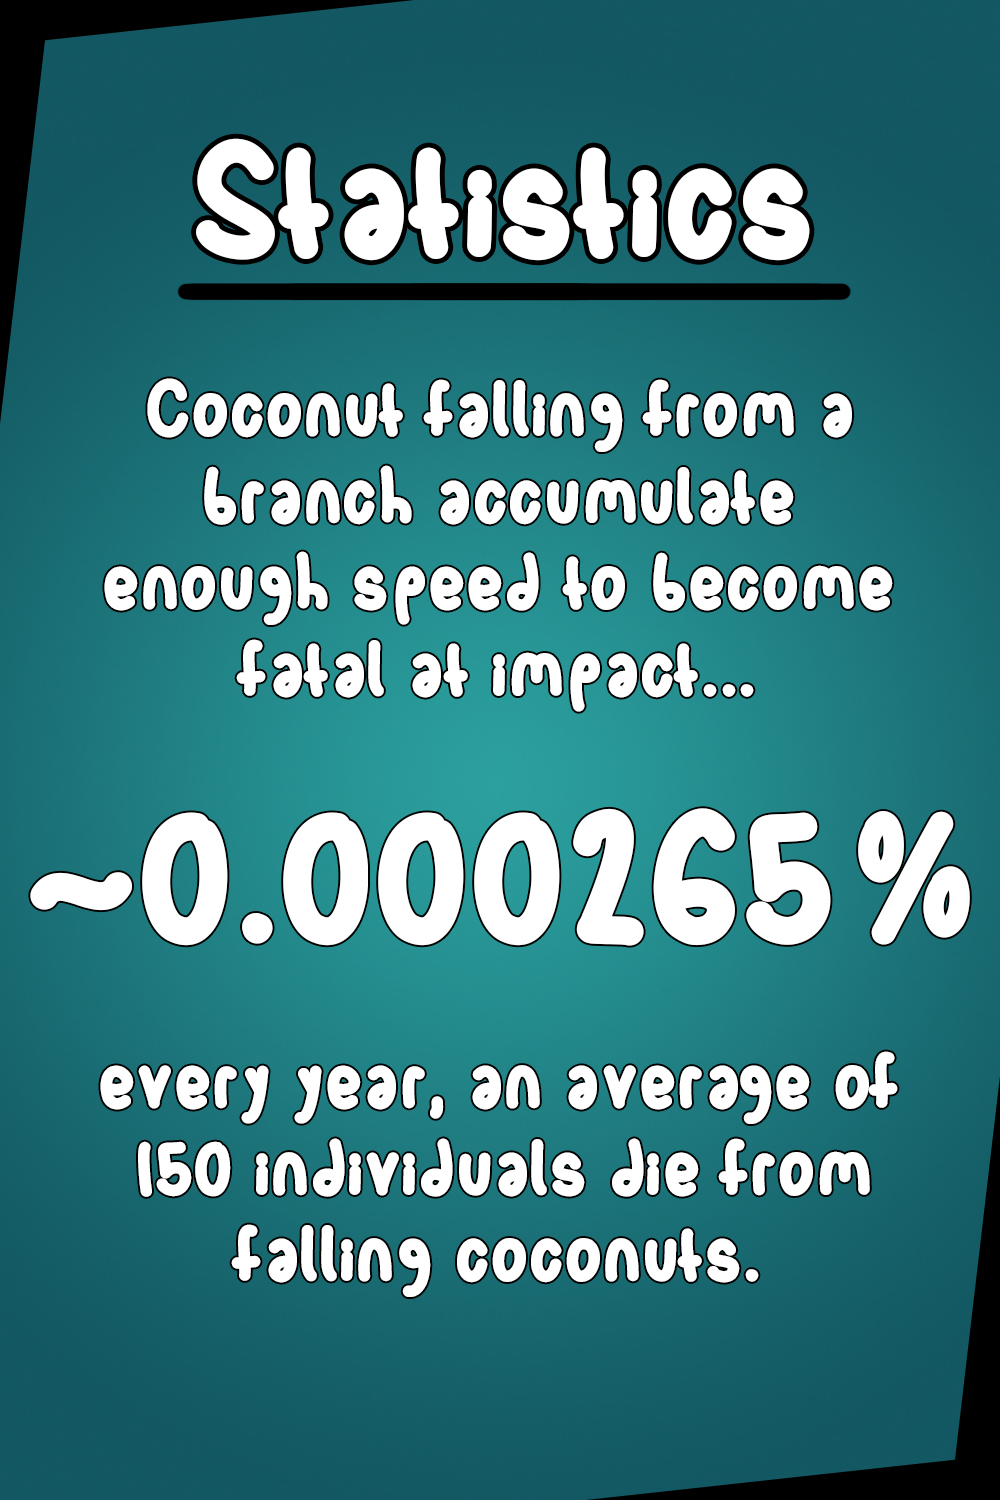 Statistics
Coconut falling from a
branch accumulate
enough speed to become
fatal at impact...
~0.000265%
every year, an average of
150 individuals die from
falling coconuts.